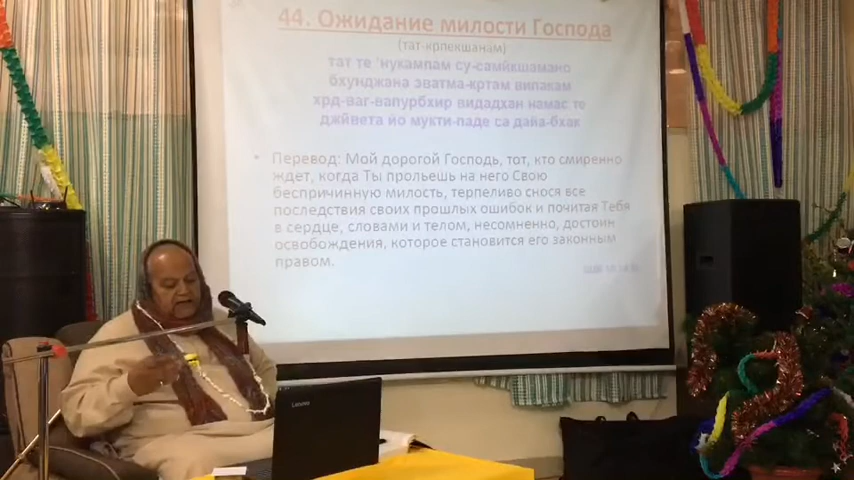 44. Ожидание милости Господа
(тат-крпекшанам)
тат те 'нукампам су-самӣкшамано
бхун̃джана эватма-кртам випакам
хрд-ваг-вапурбхир видадхан намас те
джӣвета йо мукти-паде са дайа-бхак
• Перевод: Мой дорогой Господь, тот, кто смиренно
ждет, когда Ты прольешь на него Свою
беспричинную милость, терпеливо снося все
последствия своих прошлых ошибок и почитая Тебя
в сердце, словами и телом, несомненно, достоин
освобождения, которое становится его законным
правом.
Lenovo